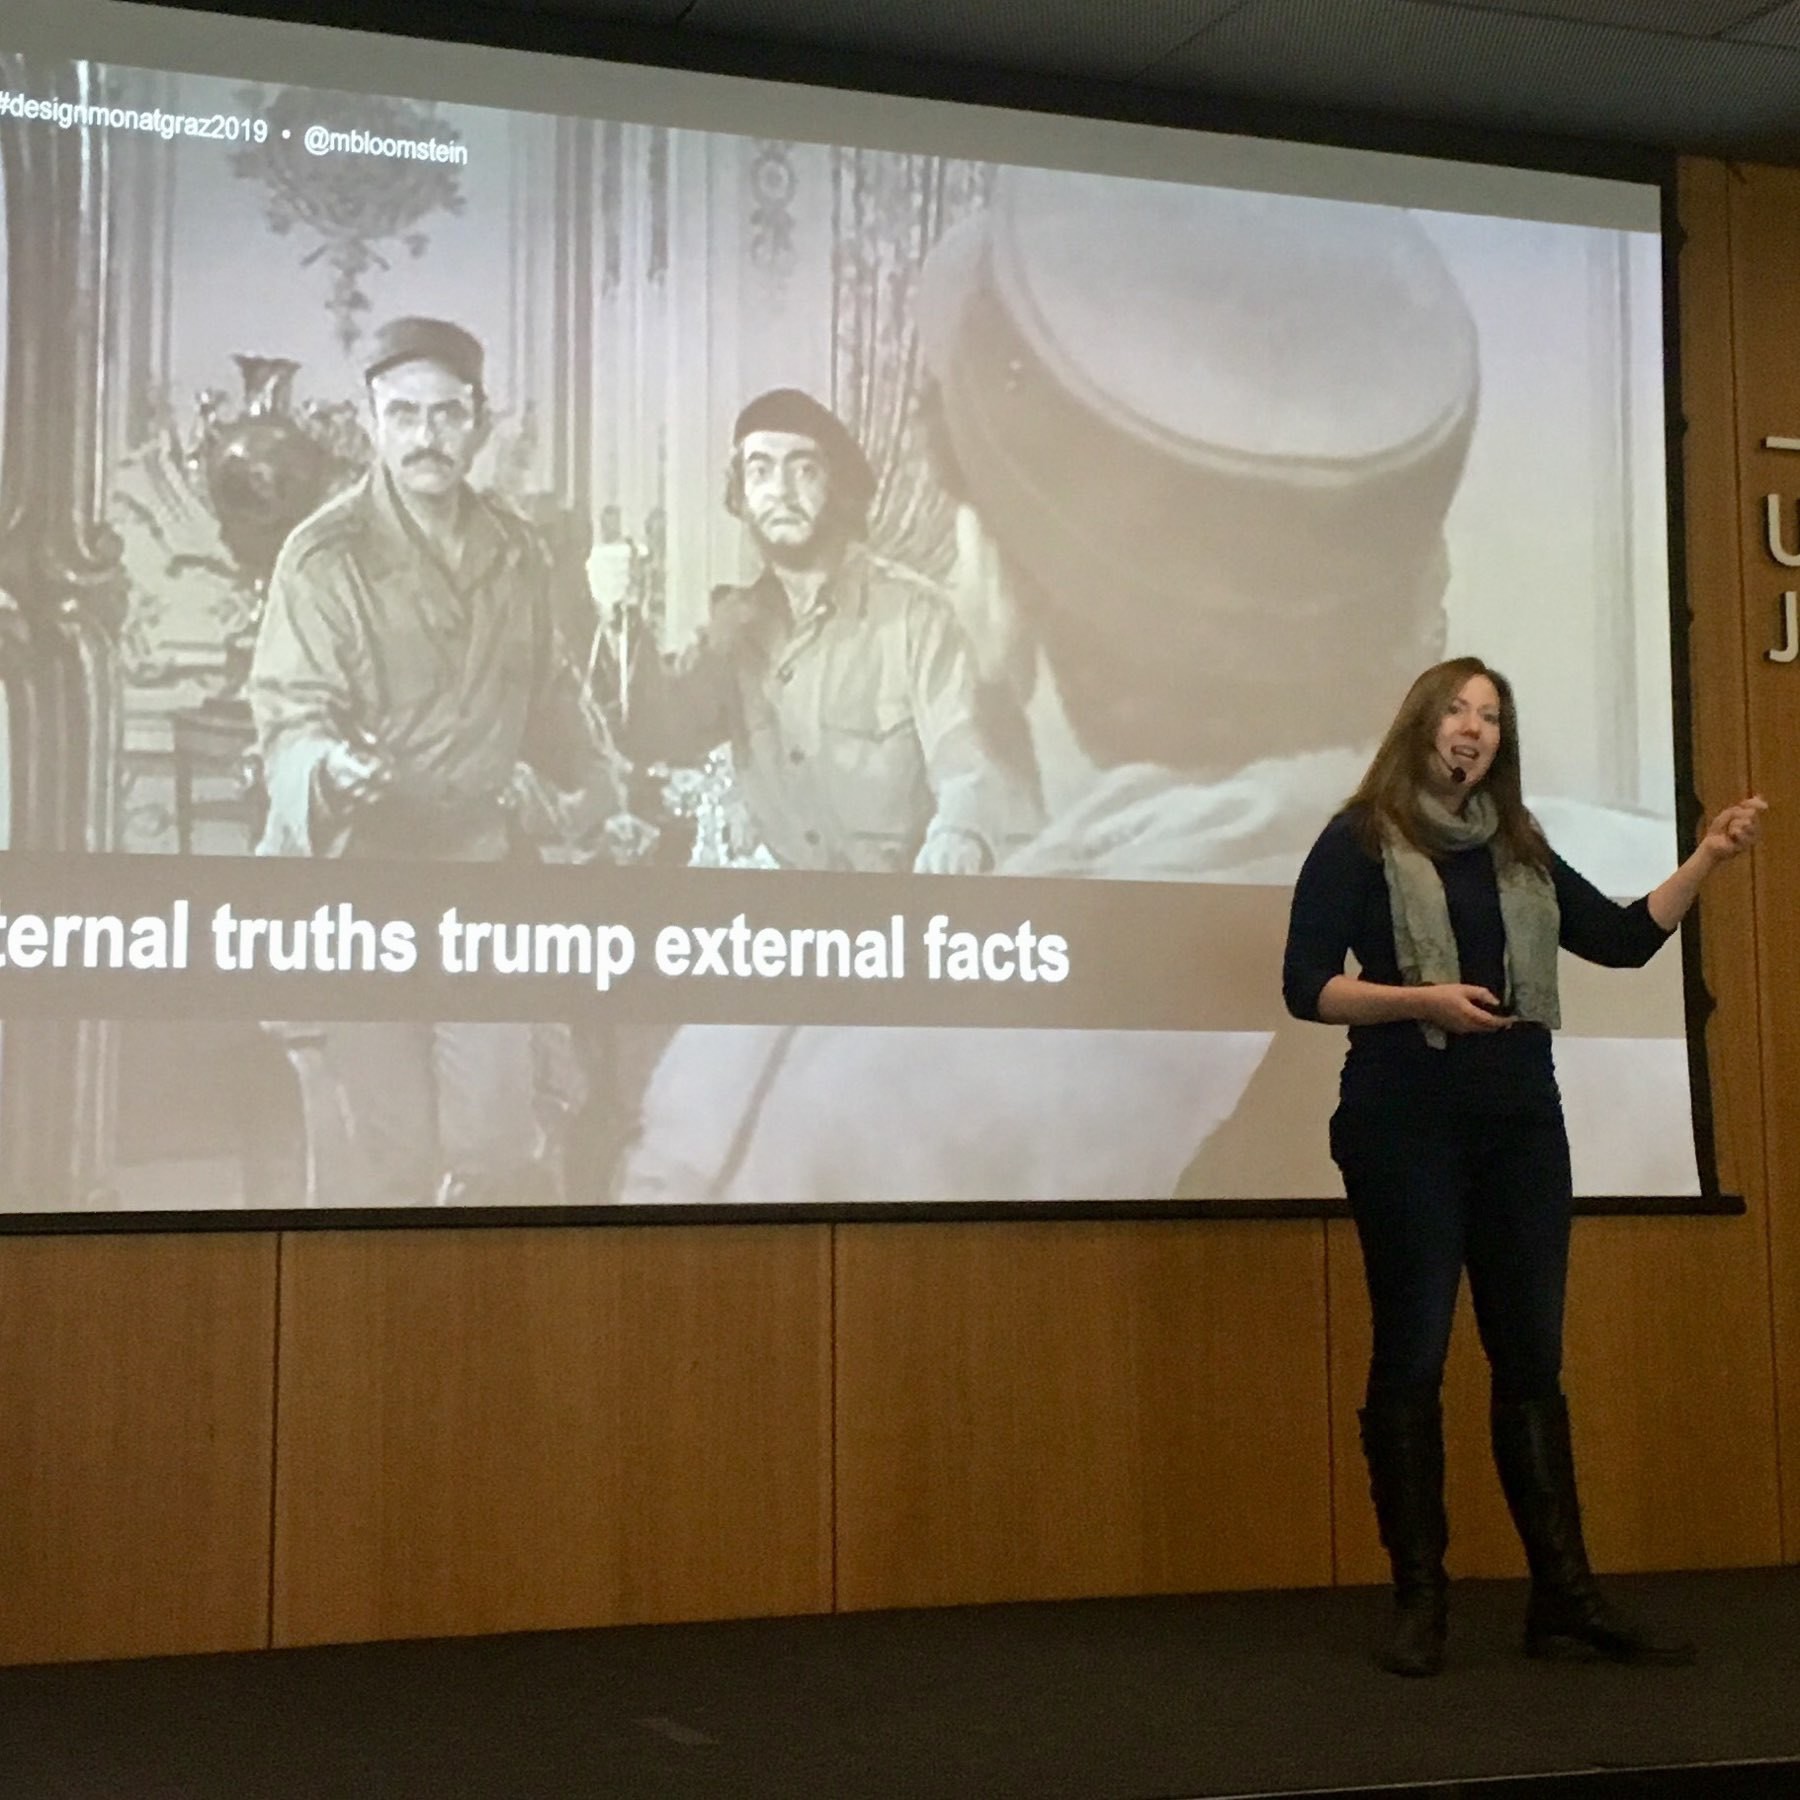 #designmonatgraz2019 • @mbloomstein
ternal truths trump external facts
U
J